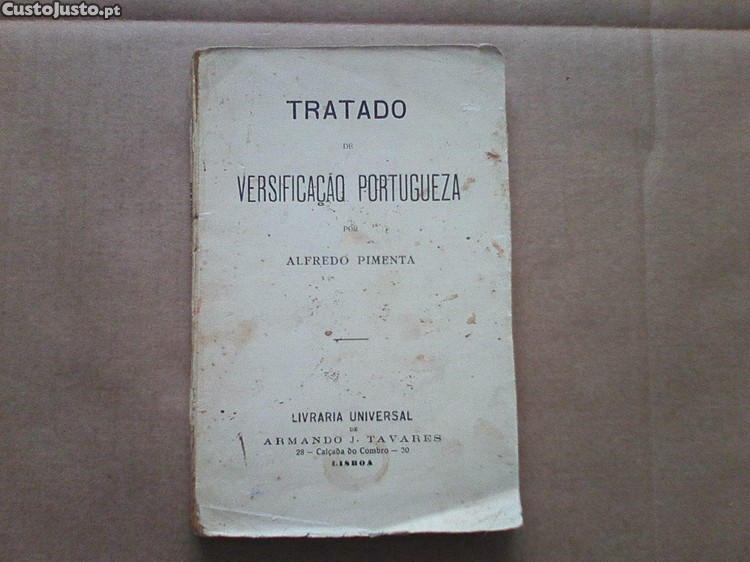 CustoJusto.pt
TRATADO
DE
VERSIFICAÇÃO PORTUGUEZA
POR
ALFREDO PIMENTA
LIVRARIA UNIVERSAL
DE
ARMANDO J. TAVARES
28 — Calçada do Combro — 30
LISBOA